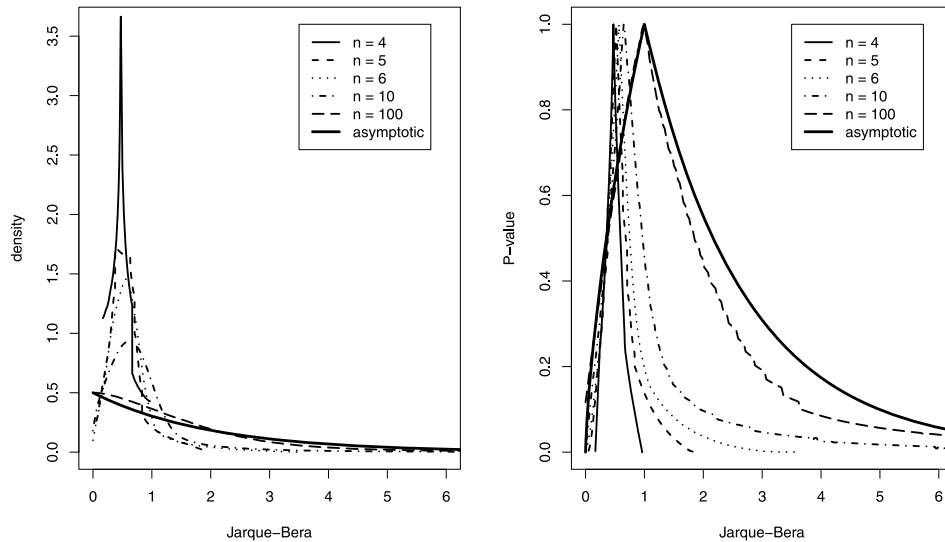 density
0.0
0.5
1.0
1.5
2.0
2.5
3.0
3.5
n = 4
n = 5
n = 6
n = 10
n = 100
asymptotic
0 1 2 3 4 5 6
Jarque−Bera
P-value
0.0
0.2
0.4
0.6
0.8
1.0
n = 4
n = 5
n = 6
n = 10
n = 100
asymptotic
0 1 2 3 4 5 6
Jarque−Bera